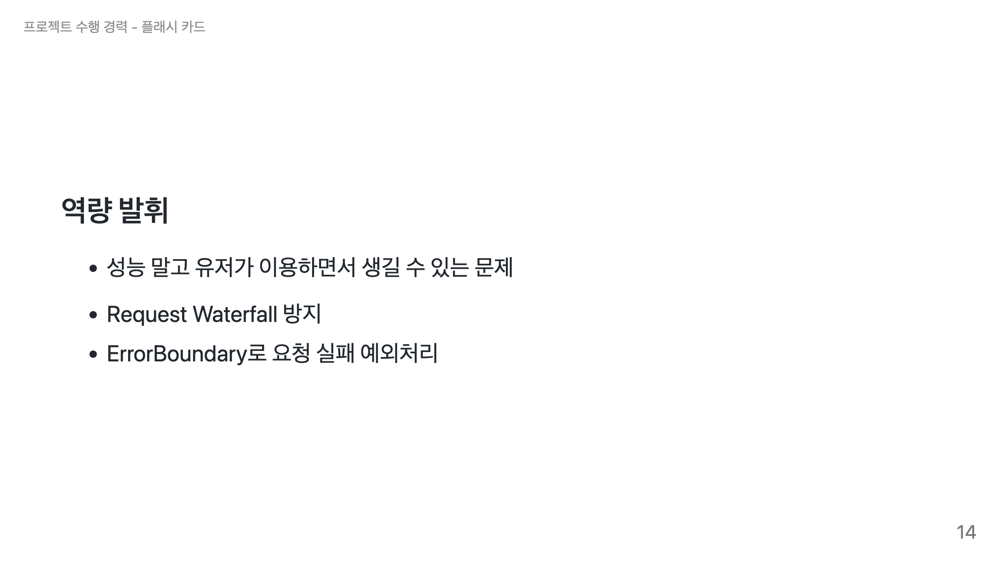 프로젝트 수행 경력 - 플래시 카드
역량 발휘
• 성능 말고 유저가 이용하면서 생길 수 있는 문제
• Request Waterfall 방지
• ErrorBoundary로 요청 실패 예외처리
14